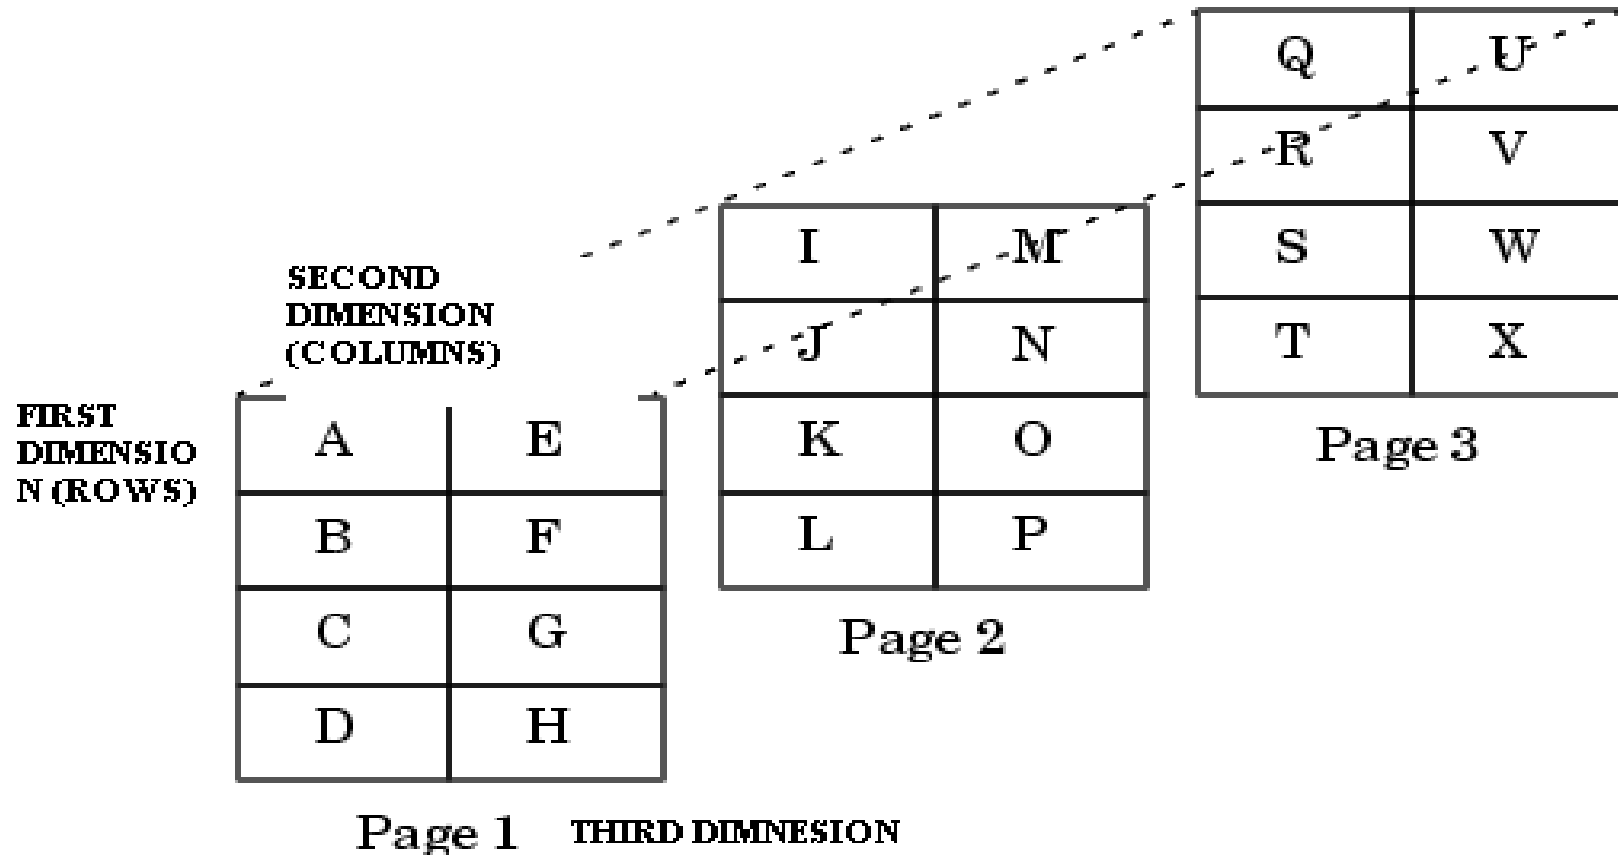 Q U
R V
S W
T X
Page 3
I M
J N
K O
L P
Page 2
SECOND
DIMENSION
(COLUMNS)
FIRST
DIMENSIO
N (ROWS)
A E
B F
C G
D H
Page 1
THIRD DIMNESION